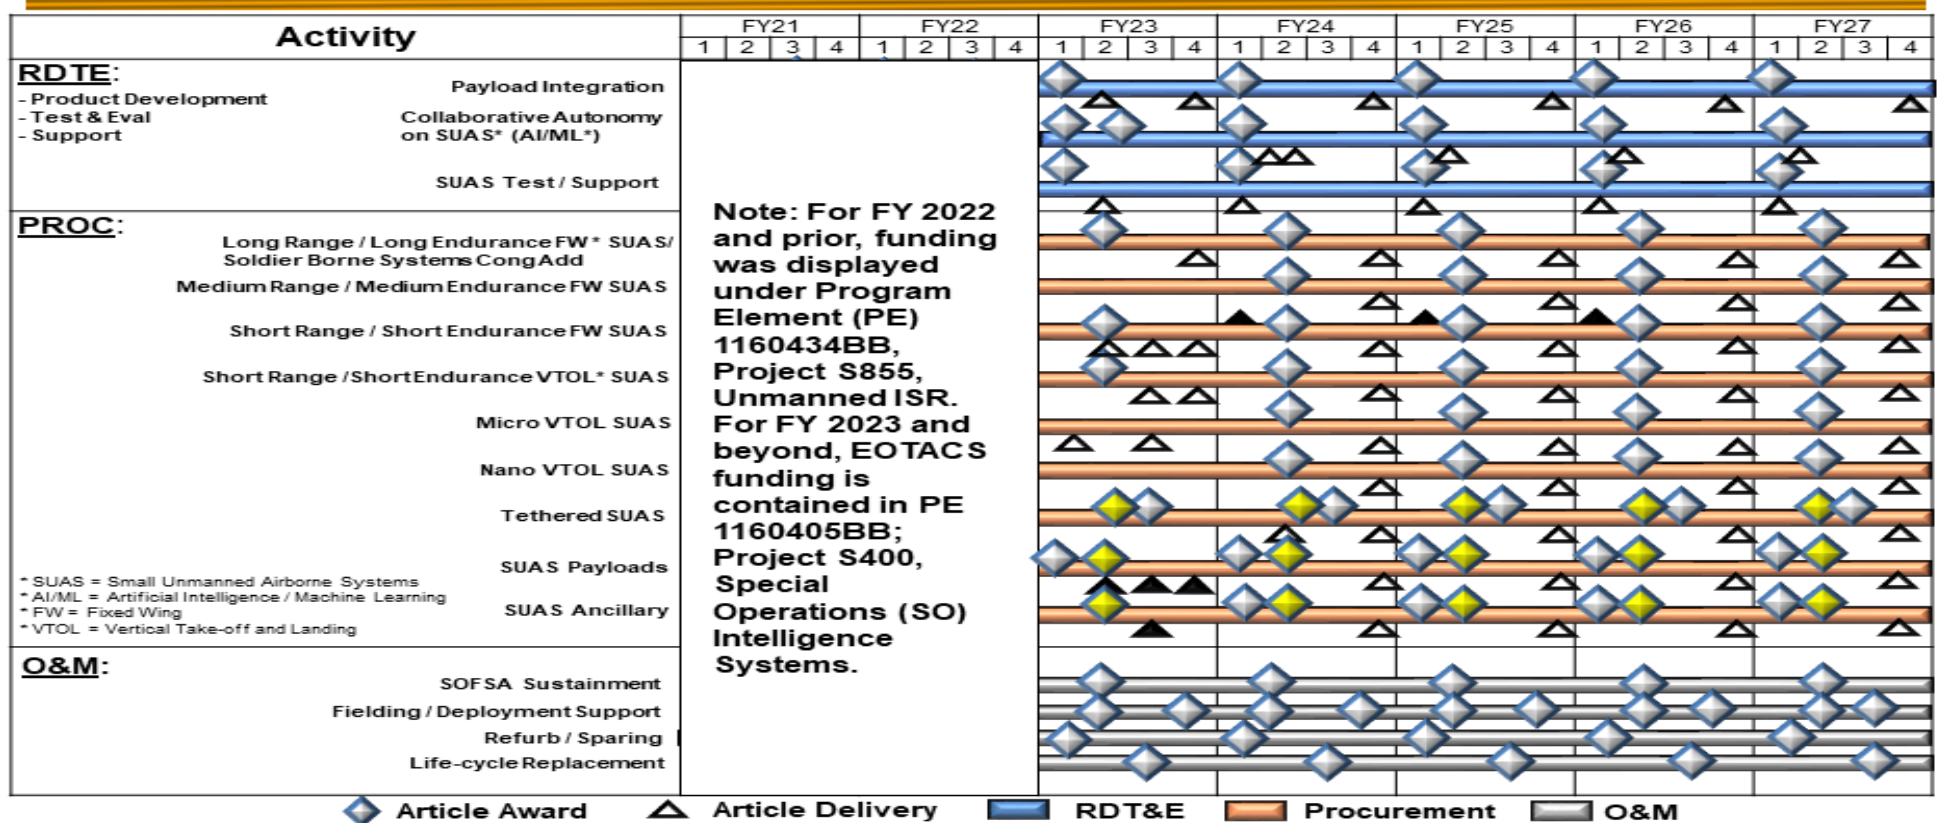 Activity
FY21 FY22 FY23 FY24 FY25 FY26 FY27
1 2 3 4 1 2 3 4 1 2 3 4 1 2 3 4 1 2 3 4 1 2 3 4 1 2 3 4
RDTE:
- Product Development
- Test & Eval
- Support
Payload Integration
Collaborative Autonomy
on SUAS* (AI/ML*)
SUAS Test / Support
PROC:
Long Range / Long Endurance FW* SUAS/
Soldier Borne Systems Cong Add
Medium Range / Medium Endurance FW SUAS
Short Range / Short Endurance FW SUAS
Short Range /Short Endurance VTOL* SUAS
Micro VTOL SUAS
Nano VTOL SUAS
Tethered SUAS
SUAS Payloads
SUAS Ancillary
* SUAS = Small Unmanned Airborne Systems
* AI/ML = Artificial Intelligence / Machine Learning
* FW = Fixed Wing
* VTOL = Vertical Take-off and Landing
O&M:
SOFSA Sustainment
Fielding / Deployment Support
Refurb / Sparing
Life-cycle Replacement
Note: For FY 2022
and prior, funding
was displayed
under Program
Element (PE)
1160434BB,
Project S855,
Unmanned ISR.
For FY 2023 and
beyond, EOTACS
funding is
contained in PE
1160405BB;
Project S400,
Special
Operations (SO)
Intelligence
Systems.
Article Award Article Delivery RDT&E Procurement O&M